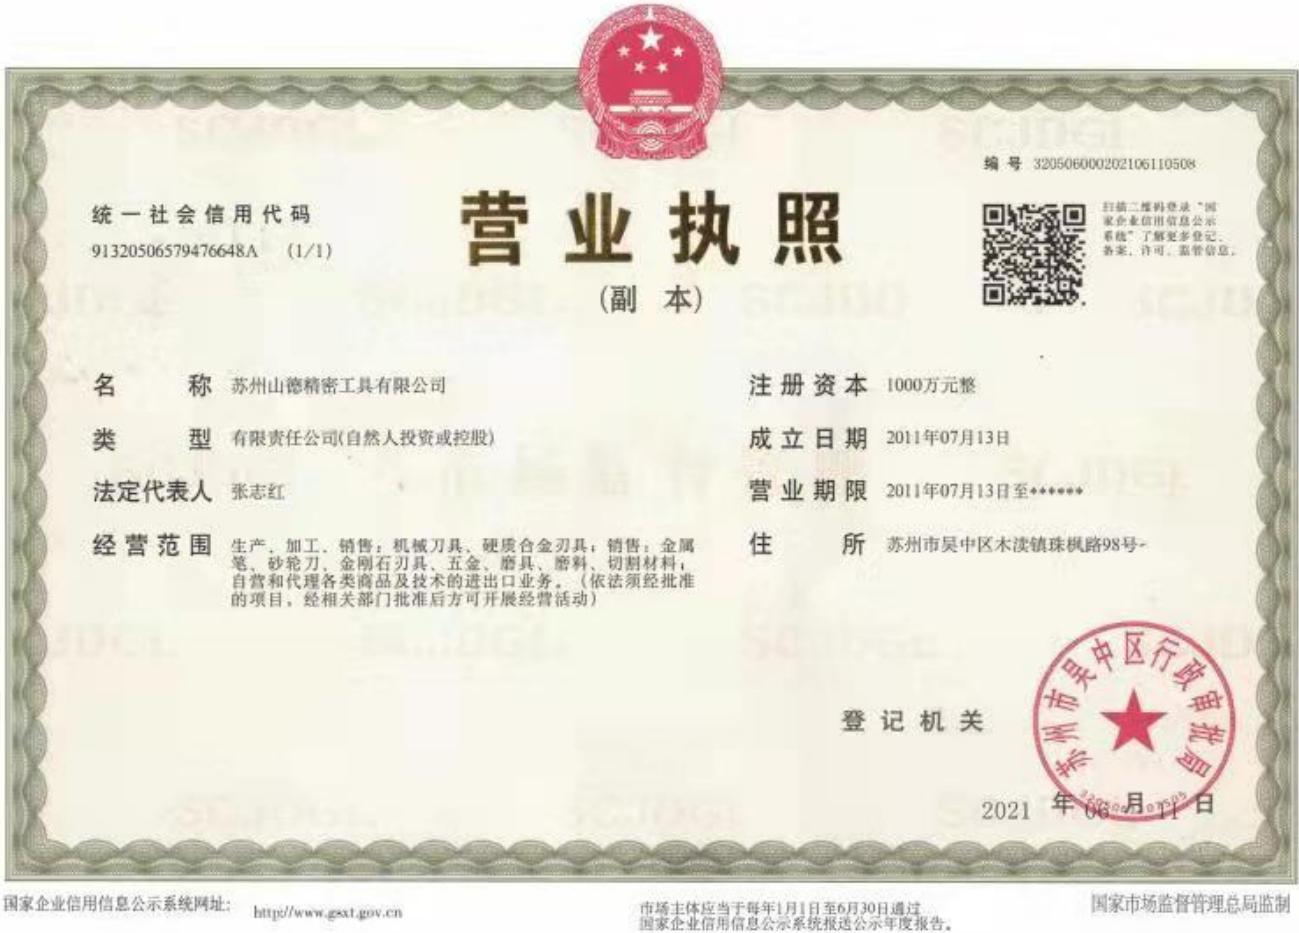 编 号 320506000202106110508
统一社会信用代码
91320506579476648A (1/1)
营业执照
(副 本)
扫描二维码登录“国
家企业信用信息公示
系统”了解更多登记、
备案、许可、监管信息。
名 称 苏州山德精密工具有限公司
类 型 有限责任公司(自然人投资或控股)
法定代表人 张志红
经营范围 生产、加工、销售:机械刀具、硬质合金刃具;销售:金属
笔、砂轮刀、金刚石刃具、五金、磨具、磨料、切割材料;
自营和代理各类商品及技术的进出口业务。(依法须经批准
的项目,经相关部门批准后方可开展经营活动)
注册资本 1000万元整
成立日期 2011年07月13日
营业期限 2011年07月13日至******
住 所 苏州市吴中区木渎镇珠枫路98号-
登记机关
苏州市吴中区行政审批局
2021 年 06 月 11 日
国家企业信用信息公示系统网址: http://www.gsxt.gov.cn
市场主体应当于每年1月1日至6月30日通过
国家企业信用信息公示系统报送公示年度报告。
国家市场监督管理总局监制